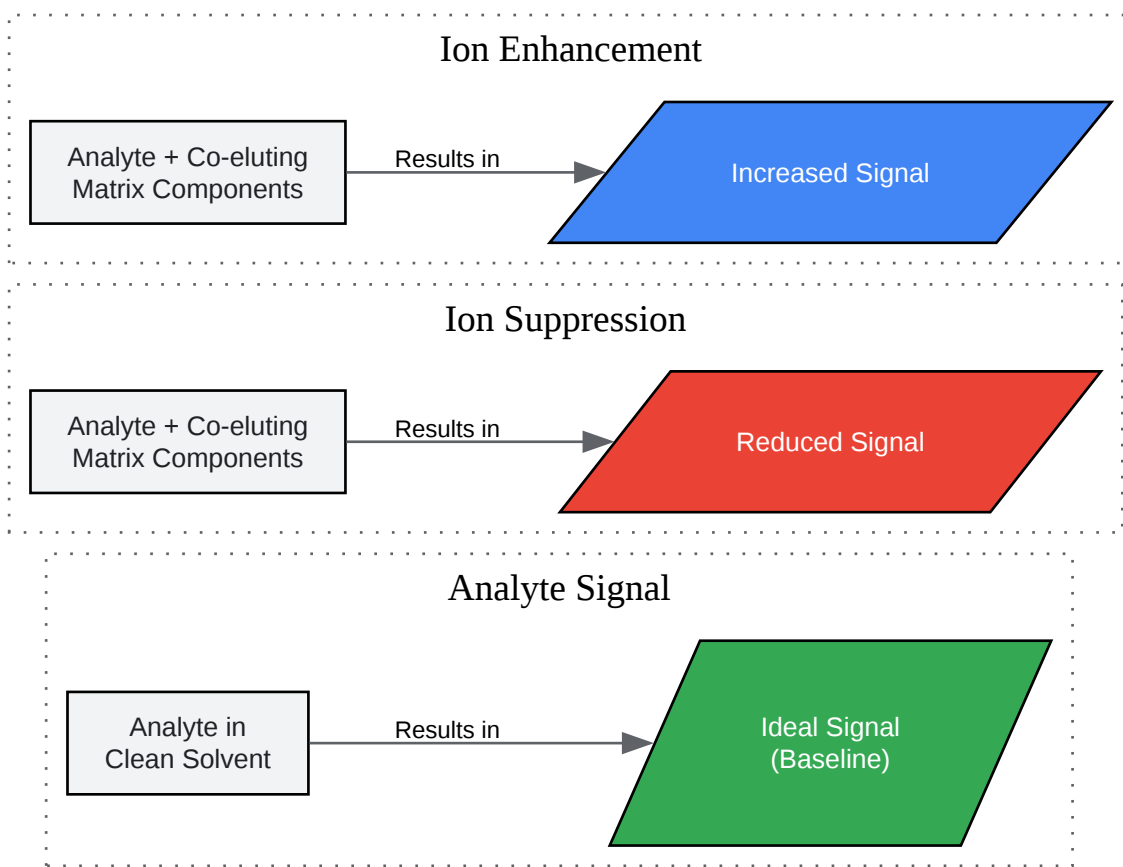 Ion Enhancement
Analyte + Co-eluting
Matrix Components
Results in
Increased Signal
Ion Suppression
Analyte + Co-eluting
Matrix Components
Results in
Reduced Signal
Analyte Signal
Analyte in
Clean Solvent
Results in
Ideal Signal
(Baseline)